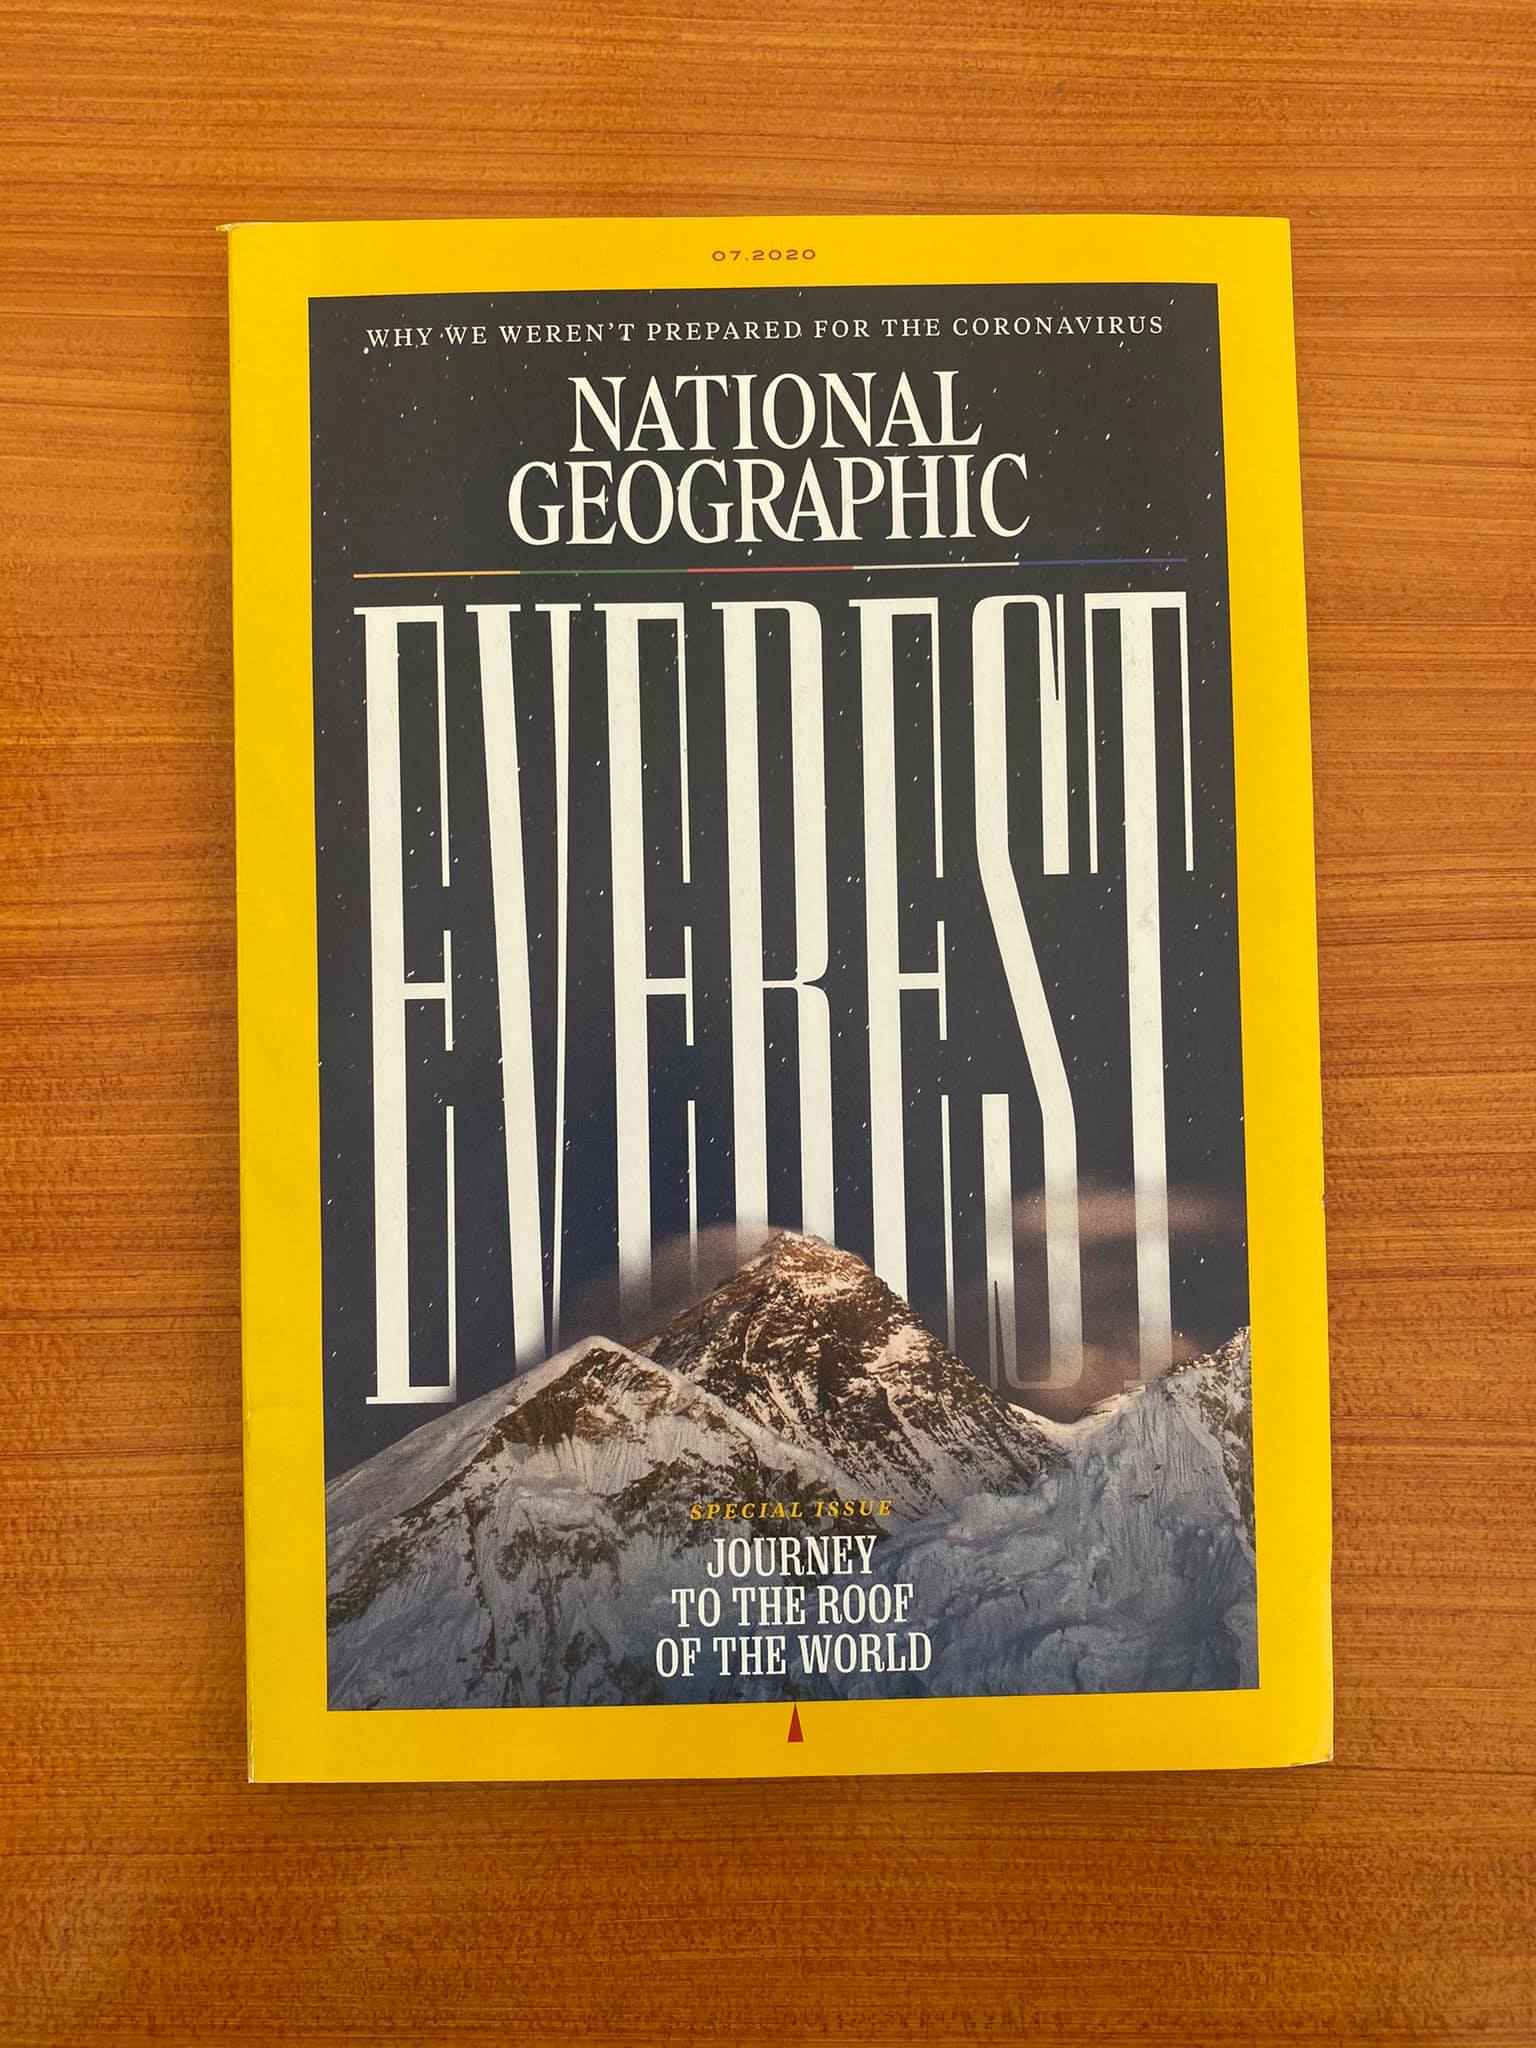 07.2020
WHY WE WEREN'T PREPARED FOR THE CORONAVIRUS
NATIONAL
GEOGRAPHIC
EVEREST
SPECIAL ISSUE
JOURNEY
TO THE ROOF
OF THE WORLD